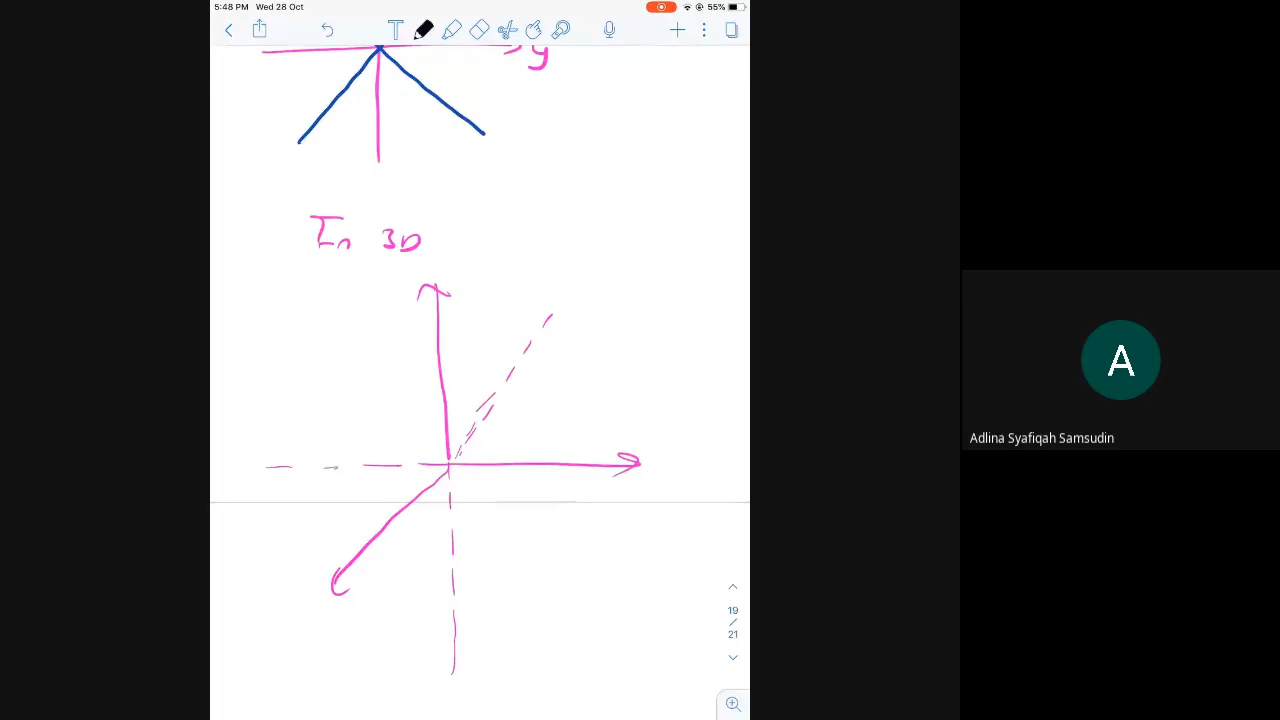 5:48 PM Wed 28 Oct
55%
T
y
In 3D
19
/
21
A
Adlina Syafiqah Samsudin